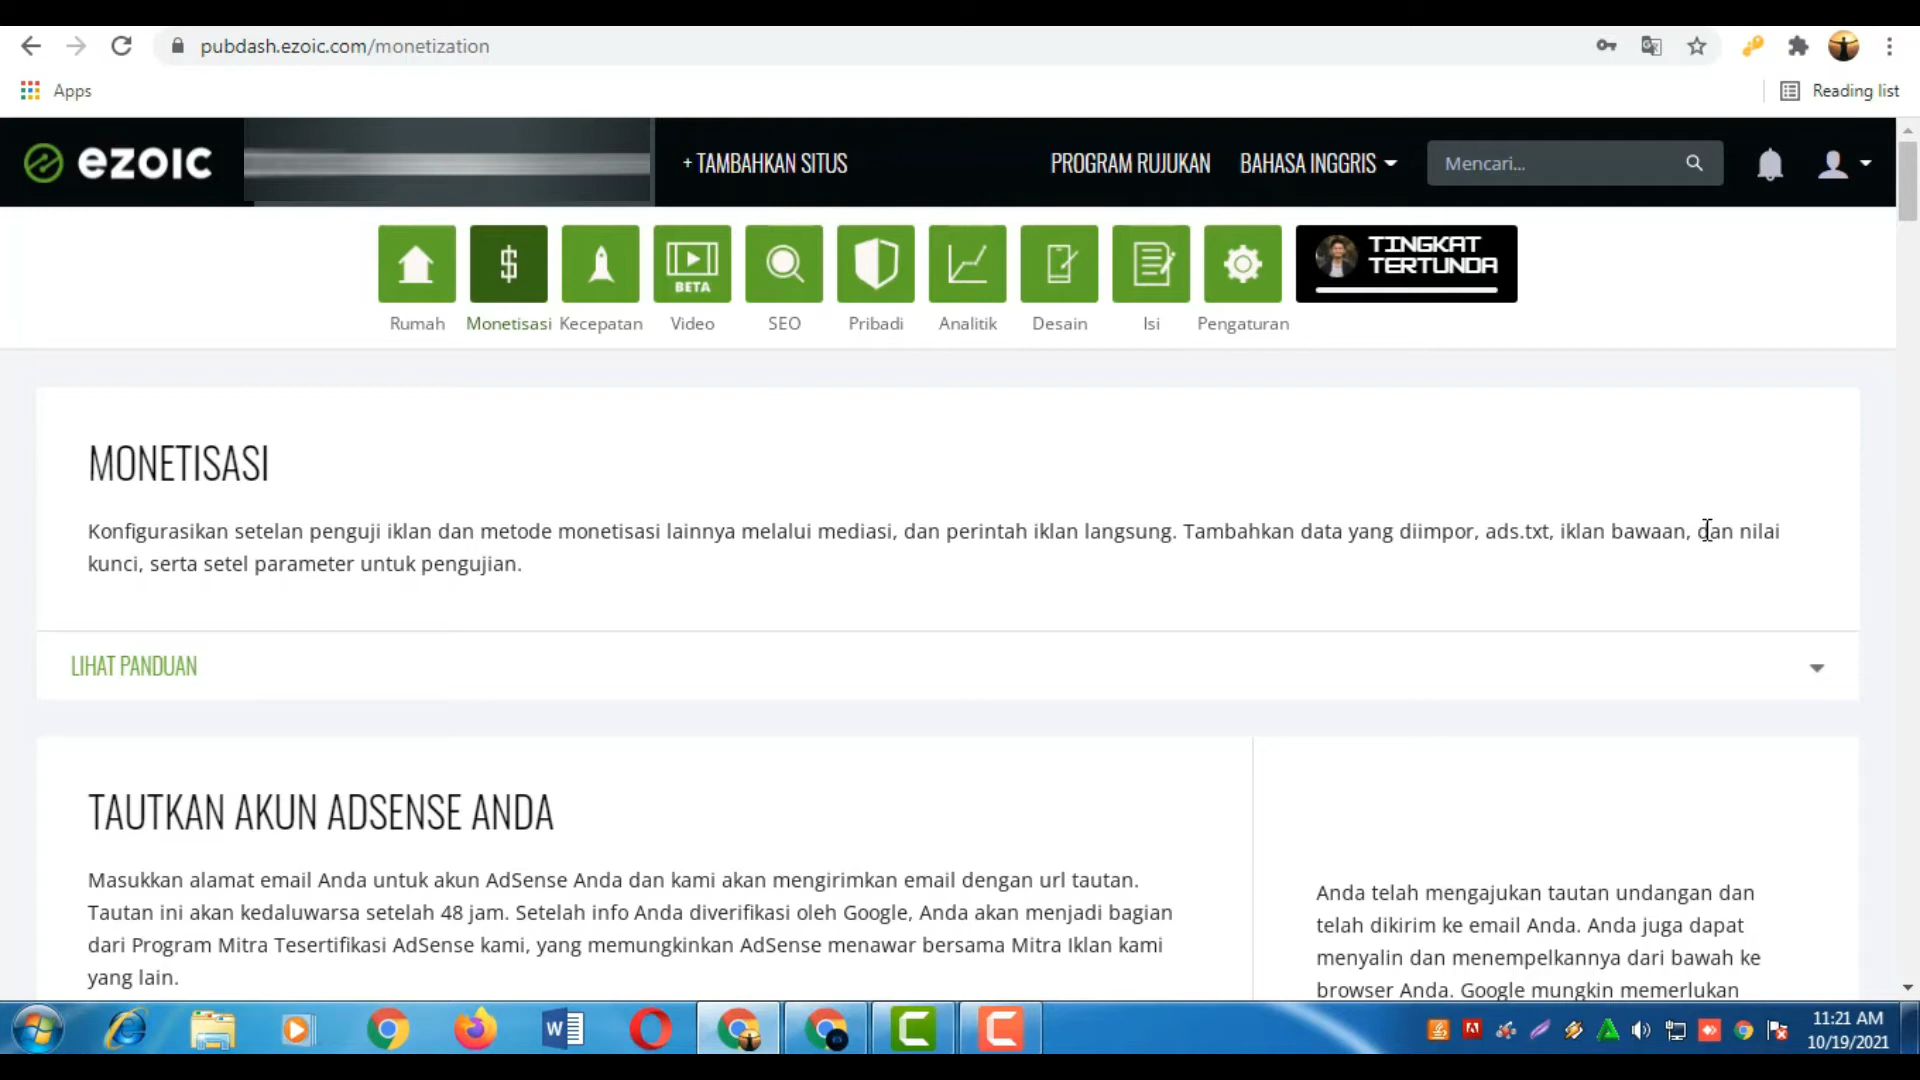 pubdash.ezoic.com/monetization
Apps
Reading list
ezoic
+ TAMBAHKAN SITUS
PROGRAM RUJUKAN
BAHASA INGGRIS
Mencari...
BETA
TINGKAT
TERTUNDA
Rumah
Monetisasi
Kecepatan
Video
SEO
Pribadi
Analitik
Desain
Isi
Pengaturan
MONETISASI
Konfigurasikan setelan penguji iklan dan metode monetisasi lainnya melalui mediasi, dan perintah iklan langsung. Tambahkan data yang diimpor, ads.txt, iklan bawaan, dan nilai
kunci, serta setel parameter untuk pengujian.
LIHAT PANDUAN
TAUTKAN AKUN ADSENSE ANDA
Masukkan alamat email Anda untuk akun AdSense Anda dan kami akan mengirimkan email dengan url tautan.
Tautan ini akan kedaluwarsa setelah 48 jam. Setelah info Anda diverifikasi oleh Google, Anda akan menjadi bagian
dari Program Mitra Tesertifikasi AdSense kami, yang memungkinkan AdSense menawar bersama Mitra Iklan kami
yang lain.
Anda telah mengajukan tautan undangan dan
telah dikirim ke email Anda. Anda juga dapat
menyalin dan menempelkannya dari bawah ke
browser Anda. Google mungkin memerlukan
11:21 AM
10/19/2021